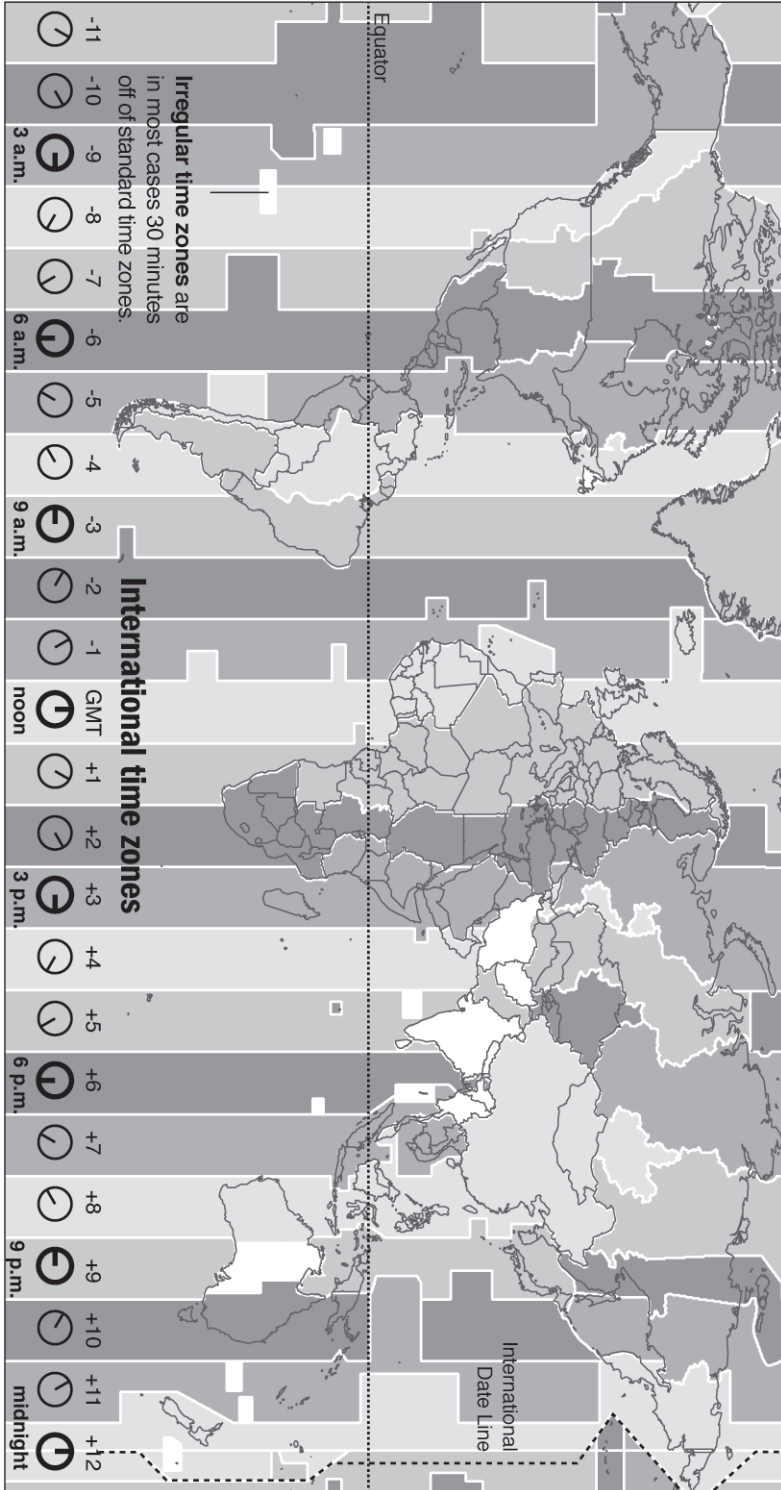 Equator
Irregular time zones are
in most cases 30 minutes
off of standard time zones.
International
Date Line
International time zones
-11
-10
-9
-8
-7
-6
-5
-4
-3
-2
-1
GMT
+1
+2
+3
+4
+5
+6
+7
+8
+9
+10
+11
+12
3 a.m.
6 a.m.
9 a.m.
noon
3 p.m.
6 p.m.
9 p.m.
midnight